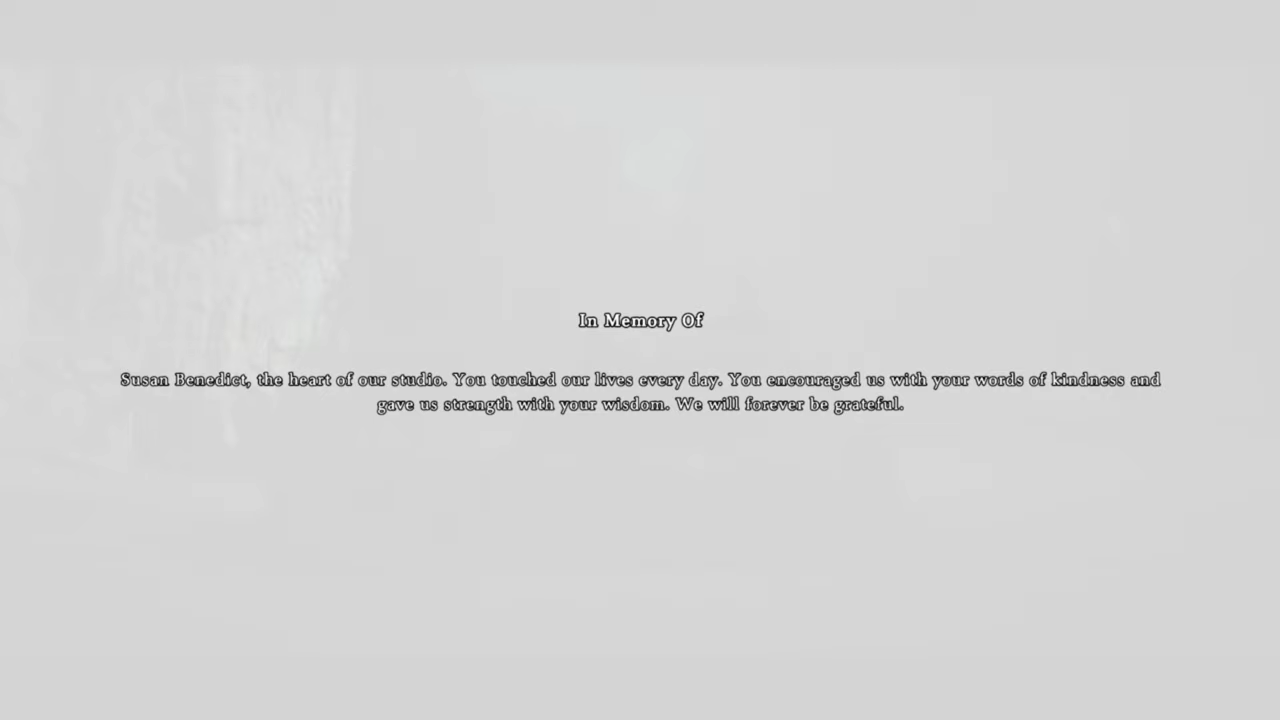 In Memory Of
Susan Benedict, the heart of our studio. You touched our lives every day. You encouraged us with your words of kindness and
gave us strength with your wisdom. We will forever be grateful.